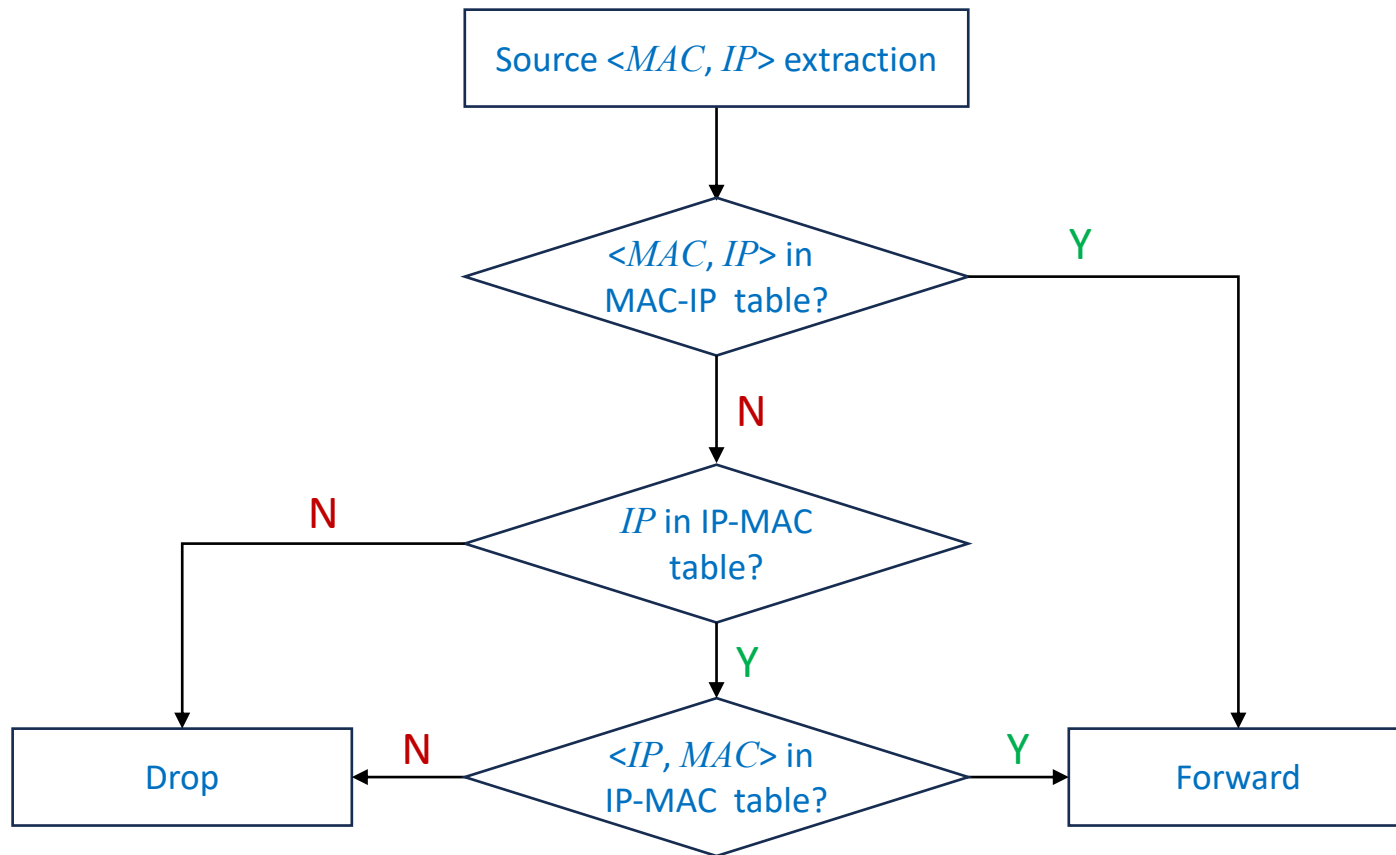 Source <MAC, IP> extraction
<MAC, IP> in
MAC-IP table?
Y
N
N
IP in IP-MAC
table?
Y
Drop
N
<IP, MAC> in
IP-MAC table?
Y
Forward